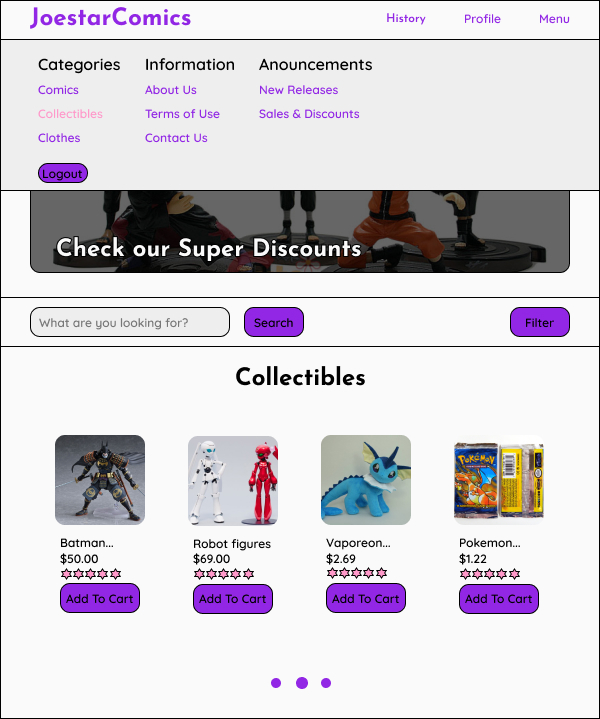 JoestarComics
History Profile Menu
Categories Information Anouncements
Comics About Us New Releases
Collectibles Terms of Use Sales & Discounts
Clothes Contact Us
Logout
Check our Super Discounts
What are you looking for? Search Filter
Collectibles
Pokémon
Batman... Robot figures Vaporeon... Pokemon...
$50.00 $69.00 $2.69 $1.22
Add To Cart Add To Cart Add To Cart Add To Cart